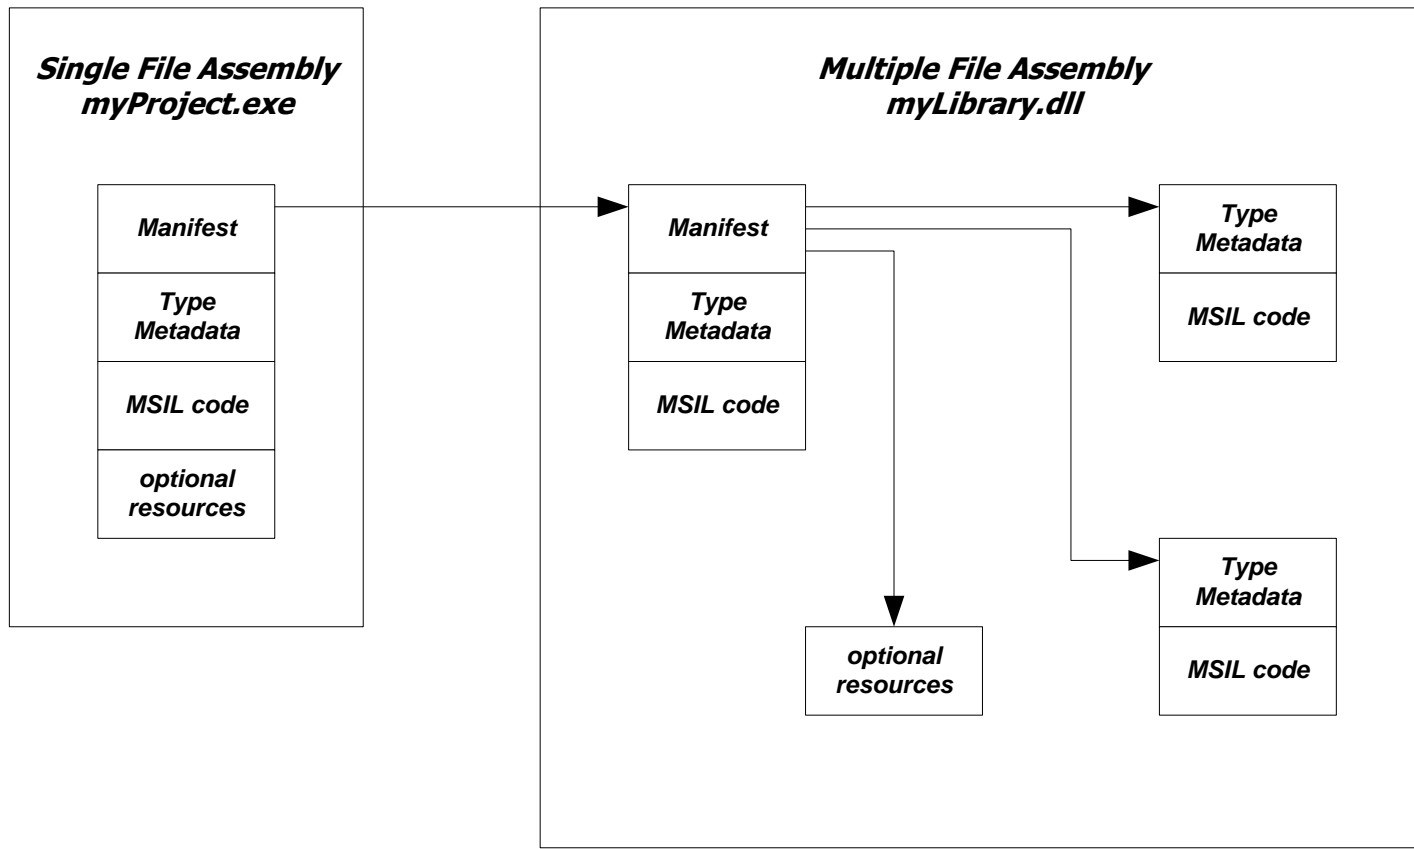 Single File Assembly
myProject.exe
Manifest
Type
Metadata
MSIL code
optional
resources
Multiple File Assembly
myLibrary.dll
Manifest
Type
Metadata
MSIL code
optional
resources
Type
Metadata
MSIL code
Type
Metadata
MSIL code